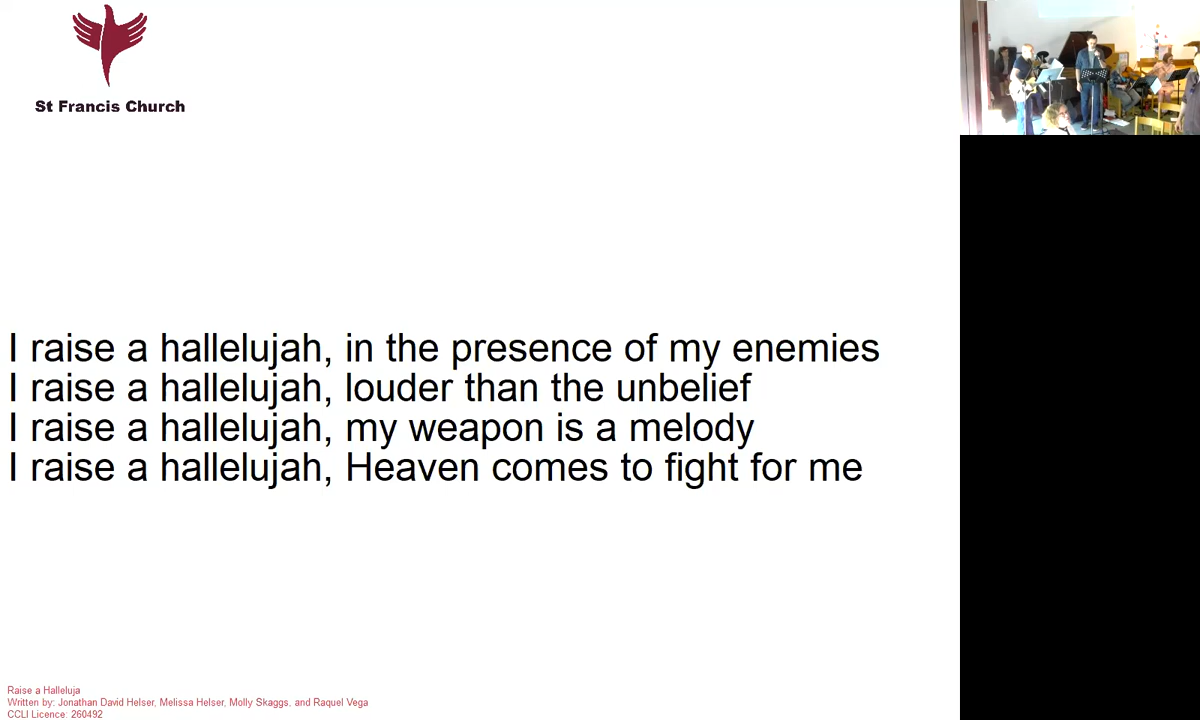 St Francis Church
I raise a hallelujah, in the presence of my enemies
I raise a hallelujah, louder than the unbelief
I raise a hallelujah, my weapon is a melody
I raise a hallelujah, Heaven comes to fight for me
Raise a Halleluja
Written by: Jonathan David Helser, Melissa Helser, Molly Skaggs, and Raquel Vega
CCLI Licence: 260492